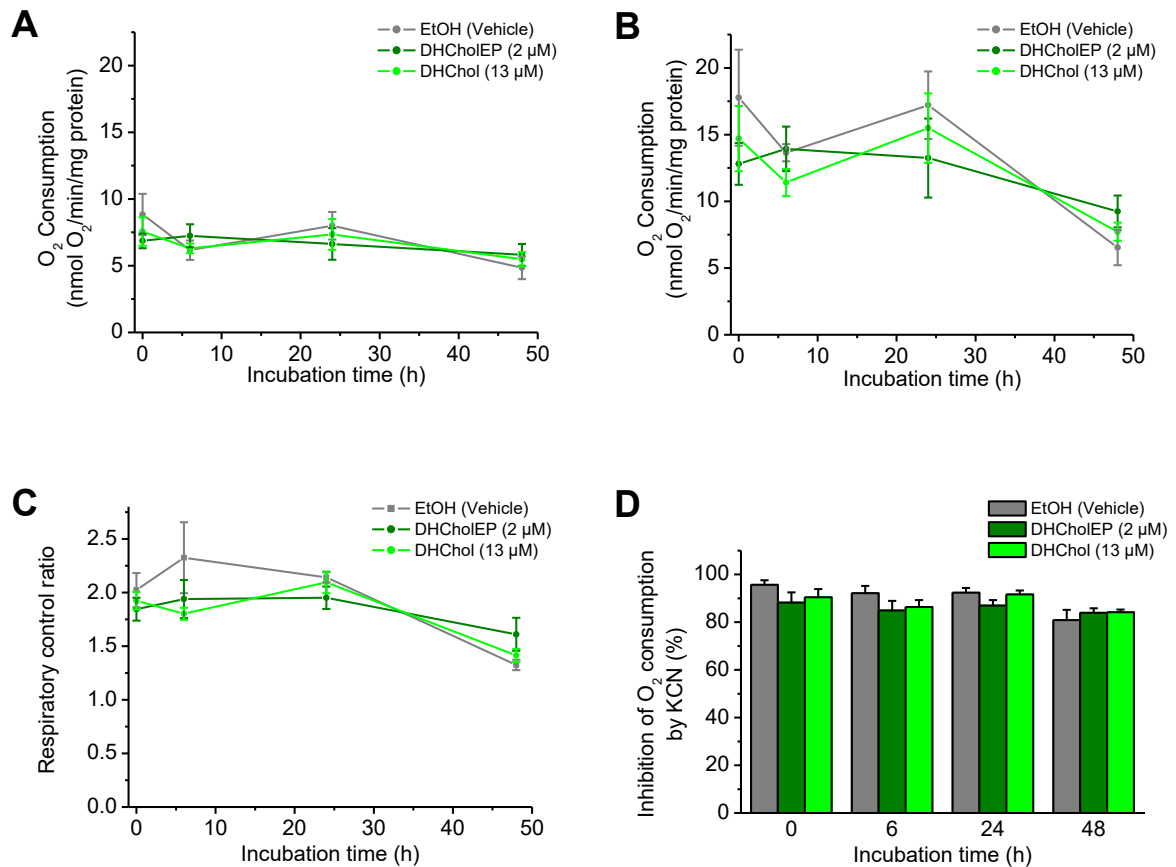 A
EtOH (Vehicle)
DHCholEP (2 µM)
DHChol (13 µM)
O2 Consumption
(nmol O2/min/mg protein)
20
15
10
5
0
0 10 20 30 40 50
Incubation time (h)
B
EtOH (Vehicle)
DHCholEP (2 µM)
DHChol (13 µM)
O2 Consumption
(nmol O2/min/mg protein)
20
15
10
5
0
0 10 20 30 40 50
Incubation time (h)
C
EtOH (Vehicle)
DHCholEP (2 µM)
DHChol (13 µM)
Respiratory control ratio
2.5
2.0
1.5
1.0
0.5
0.0
0 10 20 30 40 50
Incubation time (h)
D
EtOH (Vehicle)
DHCholEP (2 µM)
DHChol (13 µM)
Inhibition of O2 consumption
by KCN (%)
100
80
60
40
20
0
0 6 24 48
Incubation time (h)